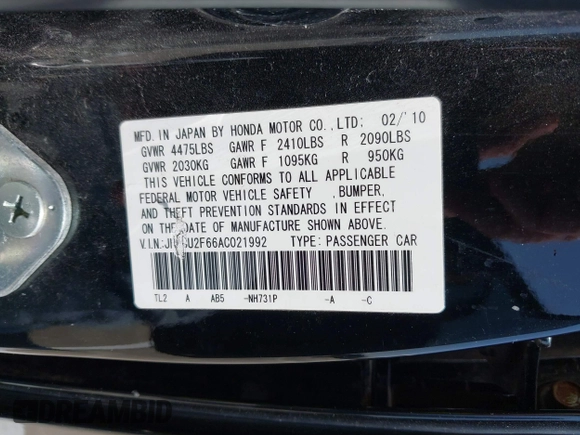 MFD. IN JAPAN BY HONDA MOTOR CO.,LTD: 02/'10
GVWR 4475LBS GAWR F 2410LBS R 2090LBS
GVWR 2030KG GAWR F 1095KG R 950KG
THIS VEHICLE CONFORMS TO ALL APPLICABLE
FEDERAL MOTOR VEHICLE SAFETY ,BUMPER,
AND THEFT PREVENTION STANDARDS IN EFFECT
ON THE DATE OF MANUFACTURE SHOWN ABOVE.
V.I.N.: U2F66AC021992 TYPE: PASSENGER CAR
TL2 A AB5 -NH731P -A -C
DREAMBID